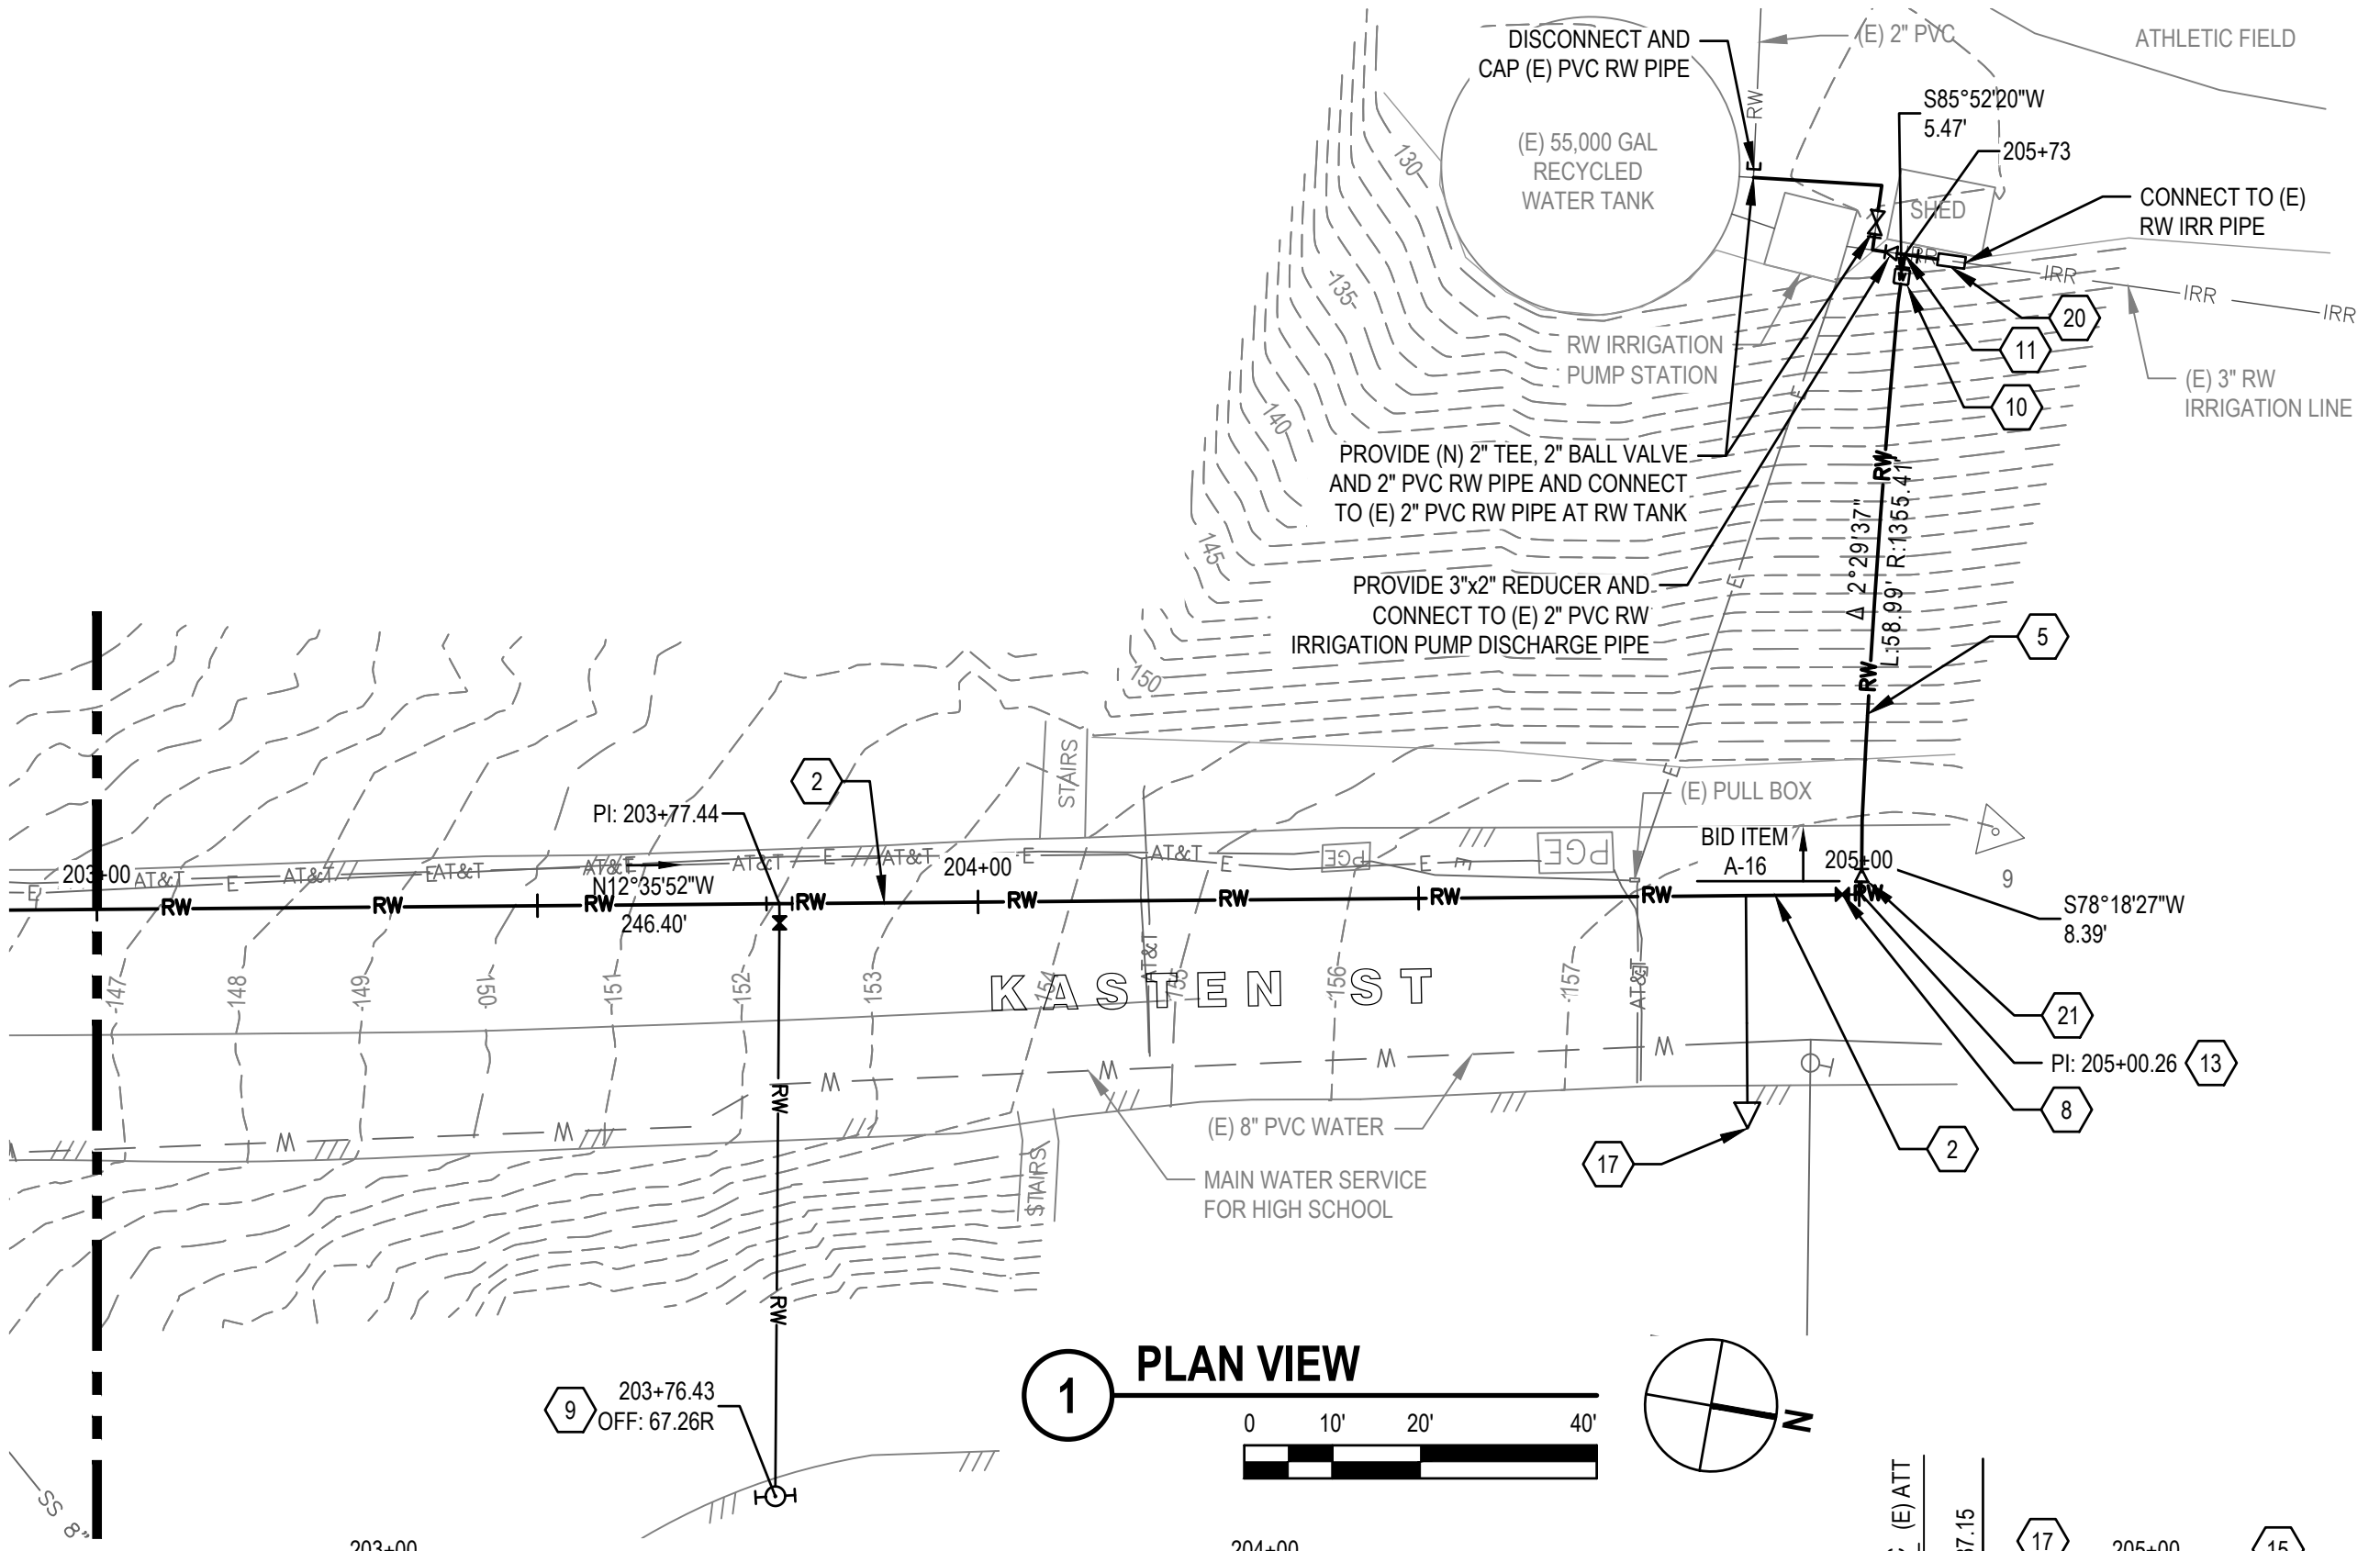 DISCONNECT AND
CAP (E) PVC RW PIPE
(E) 2" PVC
ATHLETIC FIELD
RW
S85°52'20"W
5.47'
205+73
(E) 55,000 GAL
RECYCLED
WATER TANK
130
SHED
CONNECT TO (E)
RW IRR PIPE
135
IRR
IRR
IRR
IRR
20
11
10
RW IRRIGATION
PUMP STATION
(E) 3" RW
IRRIGATION LINE
140
E
PROVIDE (N) 2" TEE, 2" BALL VALVE
AND 2" PVC RW PIPE AND CONNECT
TO (E) 2" PVC RW PIPE AT RW TANK
RW
145
Δ 2°29'37"
L:58.99' R:1355.41'
E
PROVIDE 3"x2" REDUCER AND
CONNECT TO (E) 2" PVC RW
IRRIGATION PUMP DISCHARGE PIPE
5
150
RW
STAIRS
2
PI: 203+77.44
E
(E) PULL BOX
BID ITEM
A-16
203+00
AT&T
E
AT&T
E
AT&T
AT&T
E
AT&T
E
AT&T
204+00
E
AT&T
E
PGE
E
E
PGE
205+00
9
N12°35'52"W
246.40'
RW
RW
RW
RW
RW
RW
RW
RW
RW
S78°18'27"W
8.39'
147
148
149
150
151
152
153
154
155
156
157
AT&T
AT&T
E
KASTEN ST
21
PI: 205+00.26
13
8
2
17
W
W
W
W
W
W
RW
(E) 8" PVC WATER
MAIN WATER SERVICE
FOR HIGH SCHOOL
STAIRS
RW
1
PLAN VIEW
0 10' 20' 40'
N
9
203+76.43
OFF: 67.26R
SS 8"
(E) ATT
37.15
17
203+00
204+00
205+00
15